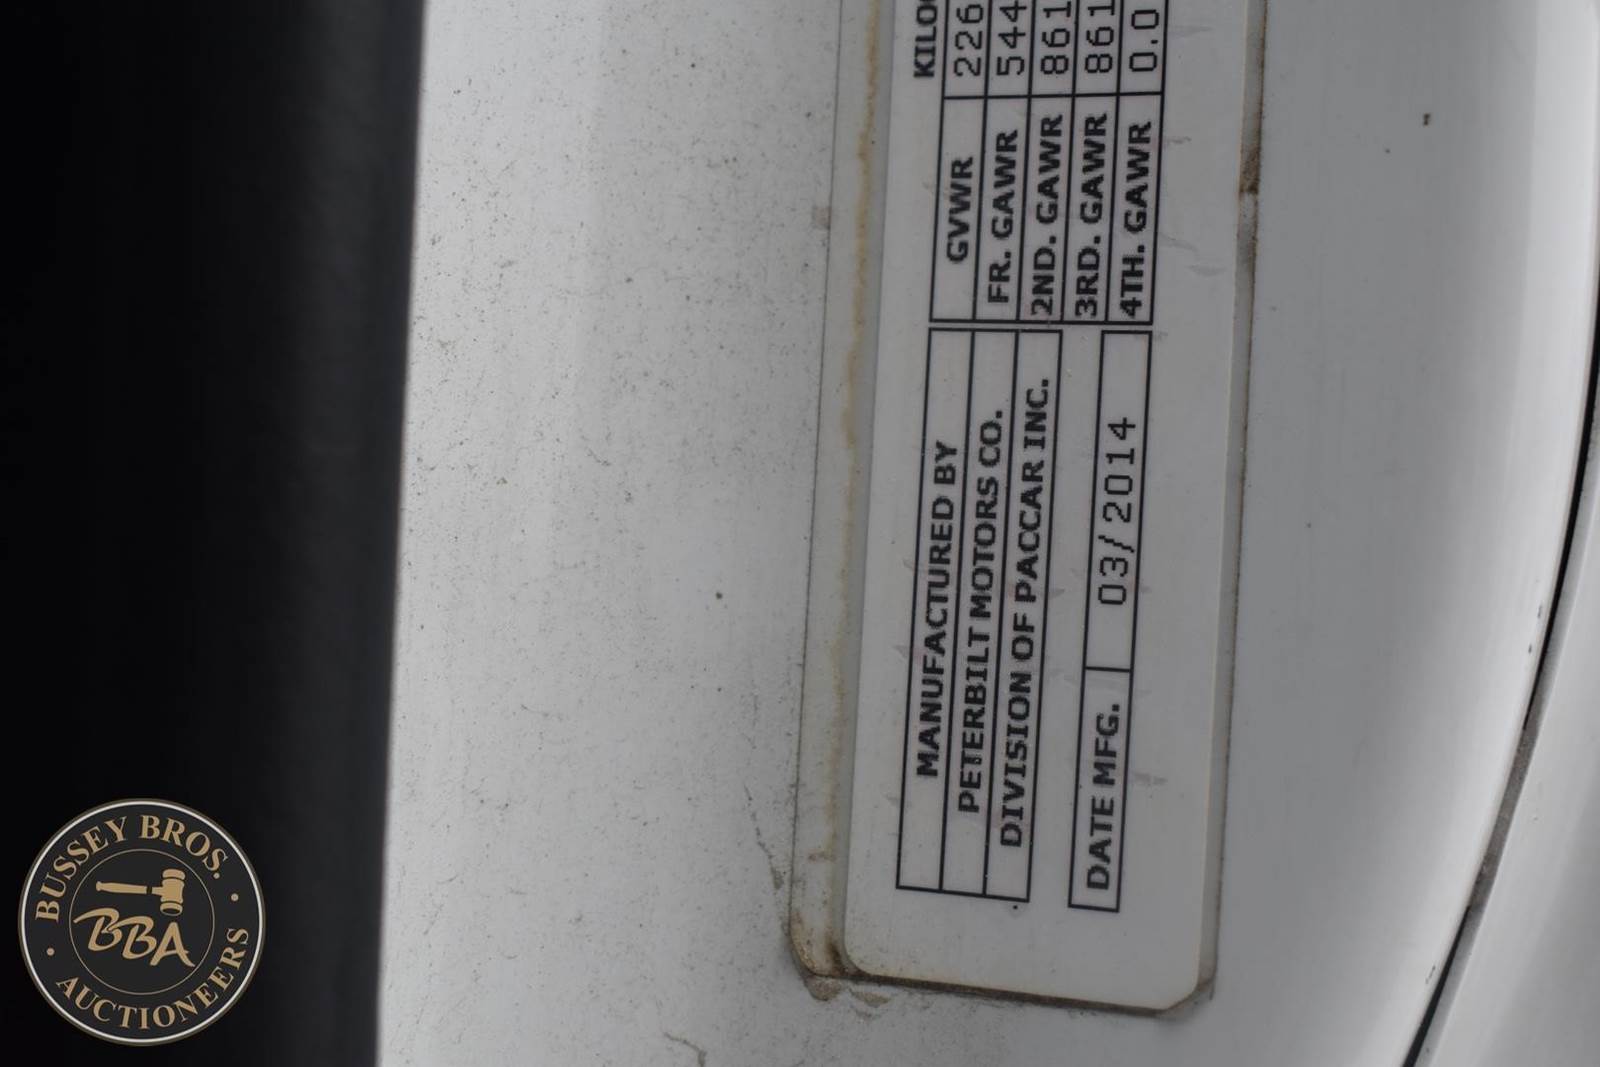 MANUFACTURED BY
PETERBILT MOTORS CO.
DIVISION OF PACCAR INC.
DATE MFG. 03/2014
GVWR 226
FR. GAWR 544
2ND. GAWR 861
3RD. GAWR 861
4TH. GAWR 0.0
BUSSEY BROS.
BBA
AUCTIONEERS